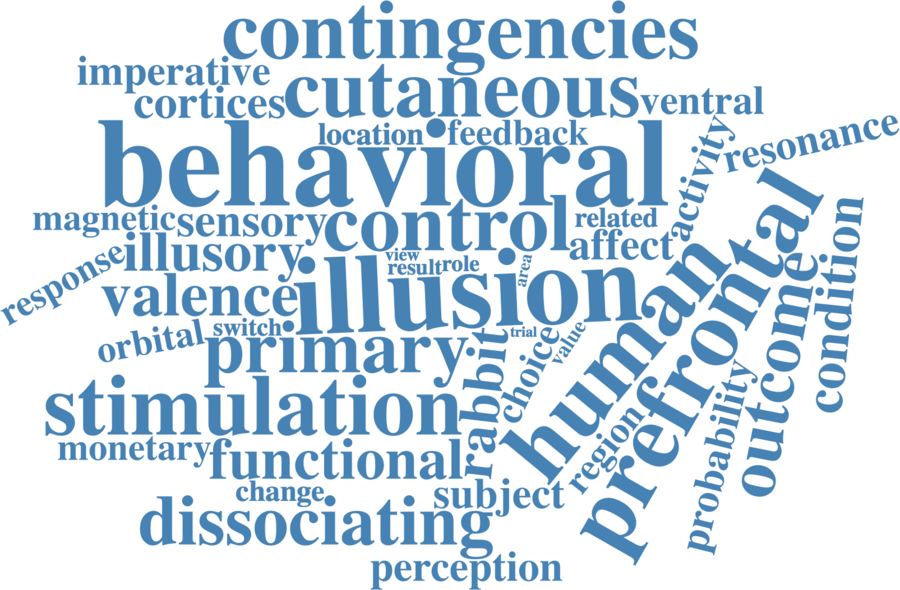 contingencies
imperative
cutaneous
cortices
ventral
location
feedback
behavioral
activity
resonance
magnetic
sensory
control
related
affect
prefrontal
condition
response
illusory
view
result
role
area
human
outcome
valence
illusion
orbital
switch
primary
trial
value
rabbit
choice
stimulation
region
probability
monetary
functional
change
subject
dissociating
perception